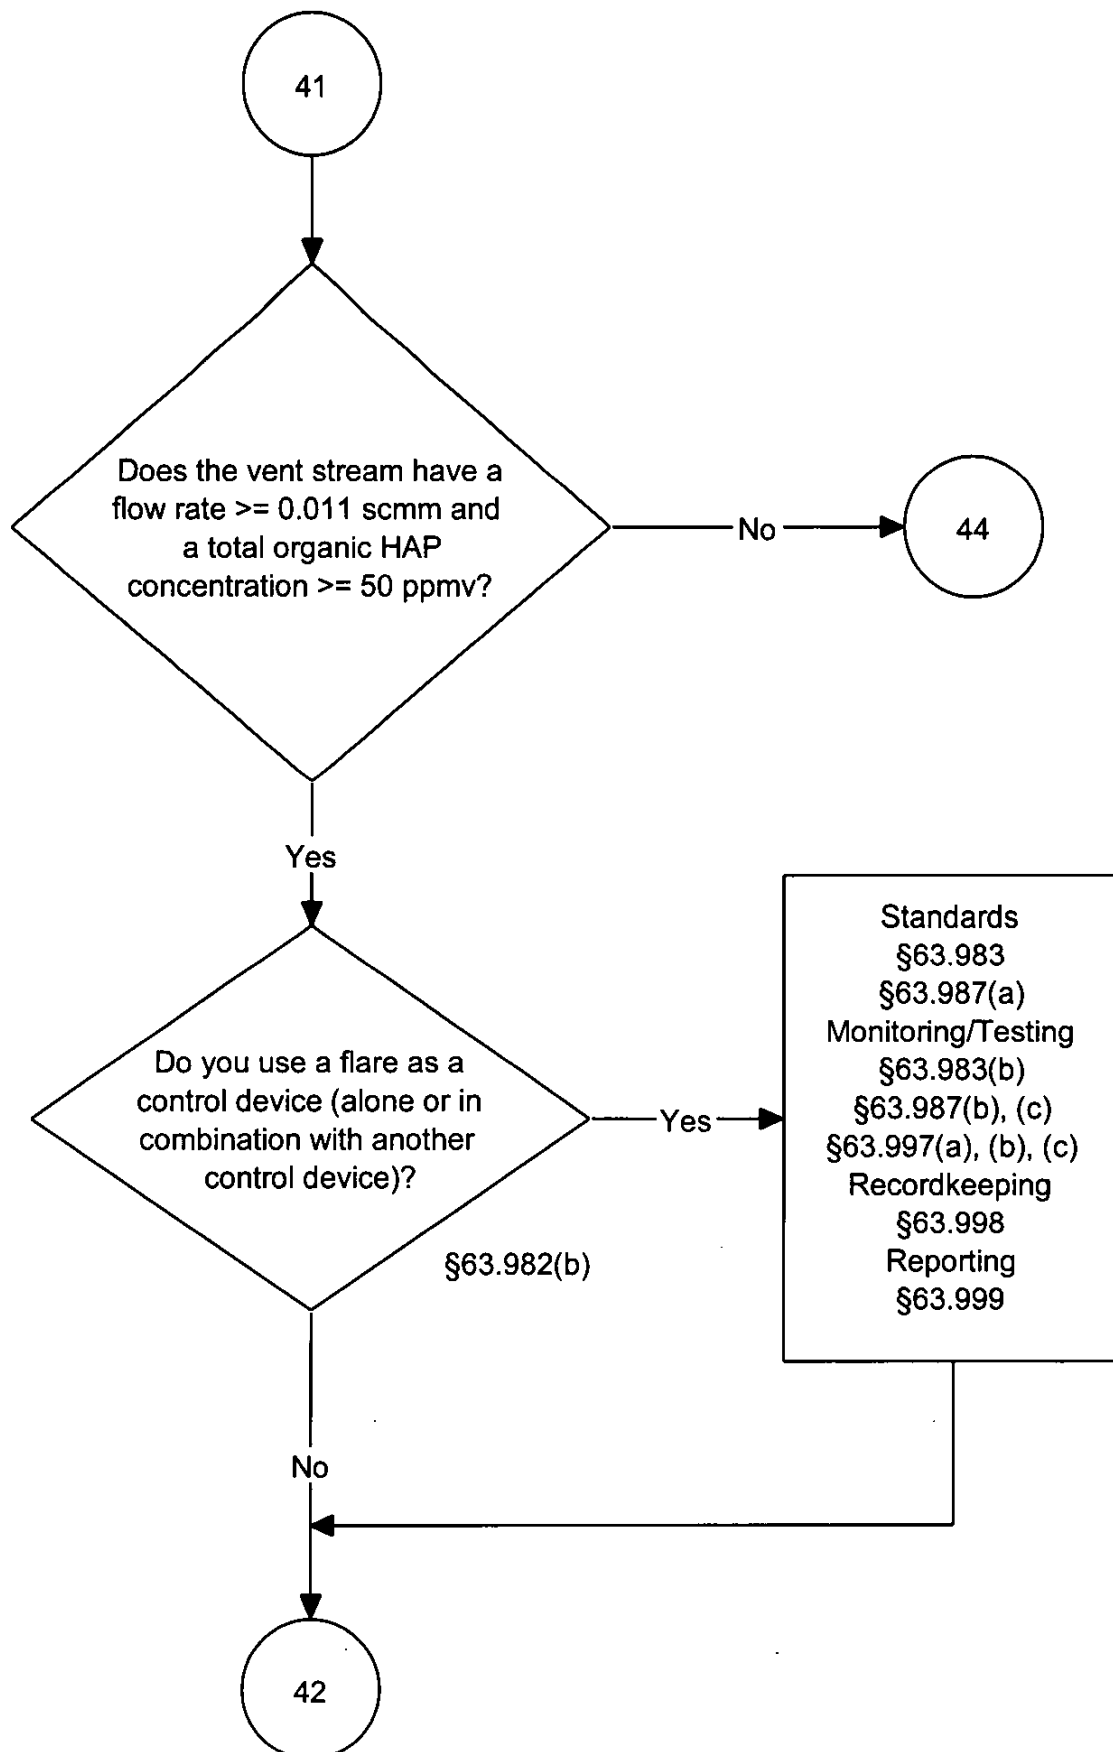 41
Does the vent stream have a
flow rate >= 0.011 scmm and
a total organic HAP
concentration >= 50 ppmv?
No
44
Yes
Do you use a flare as a
control device (alone or in
combination with another
control device)?
§63.982(b)
Yes
Standards
§63.983
§63.987(a)
Monitoring/Testing
§63.983(b)
§63.987(b), (c)
§63.997(a), (b), (c)
Recordkeeping
§63.998
Reporting
§63.999
No
42